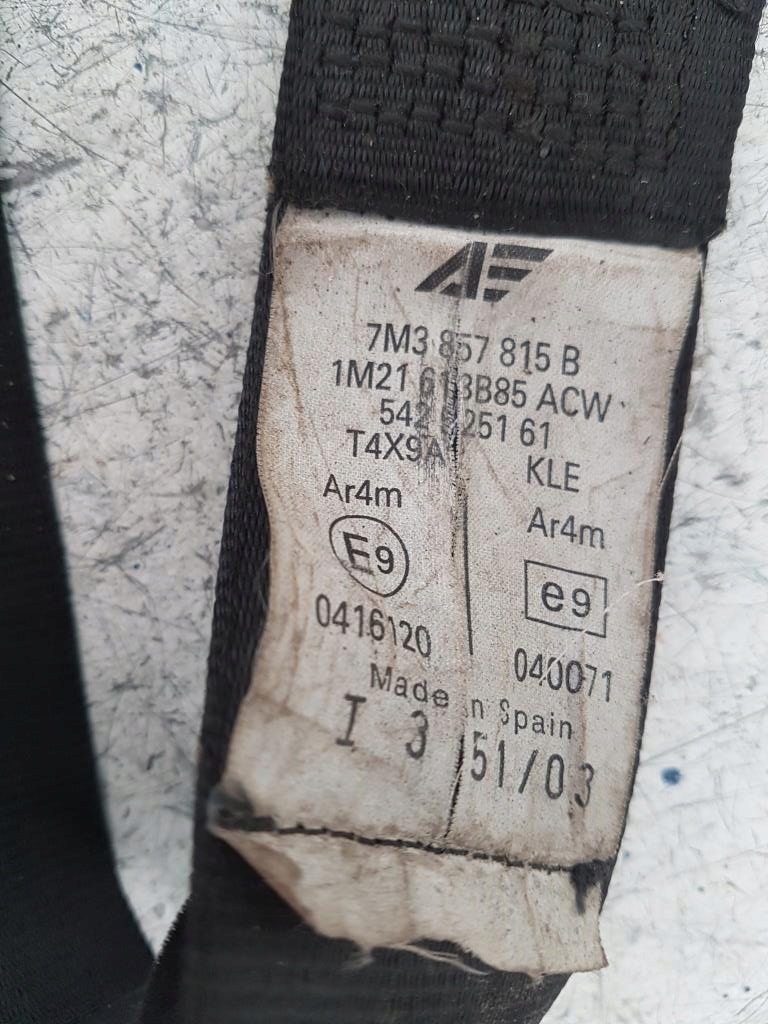 AE
7M3 857 815 B
1M21 613B85 ACW
542 251 61
T4X9A KLE
Ar4m Ar4m
E9 e9
0416120 040071
Made in Spain
I 3 51/03